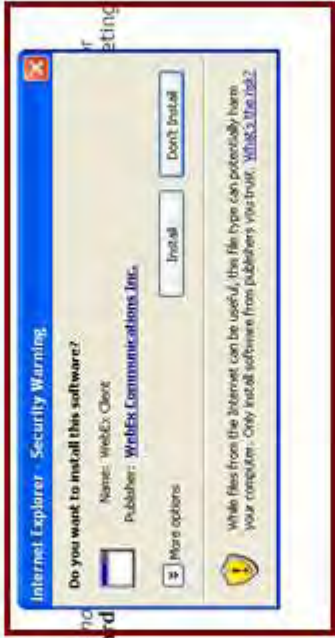 Internet Explorer - Security Warning
Do you want to install this software?
Name: WebEx Client
Publisher: WebEx Communications Inc.
More options
Install
Don't Install
While files from the Internet can be useful, this file type can potentially harm
your computer. Only install software from publishers you trust. What's the risk?
eting
rd